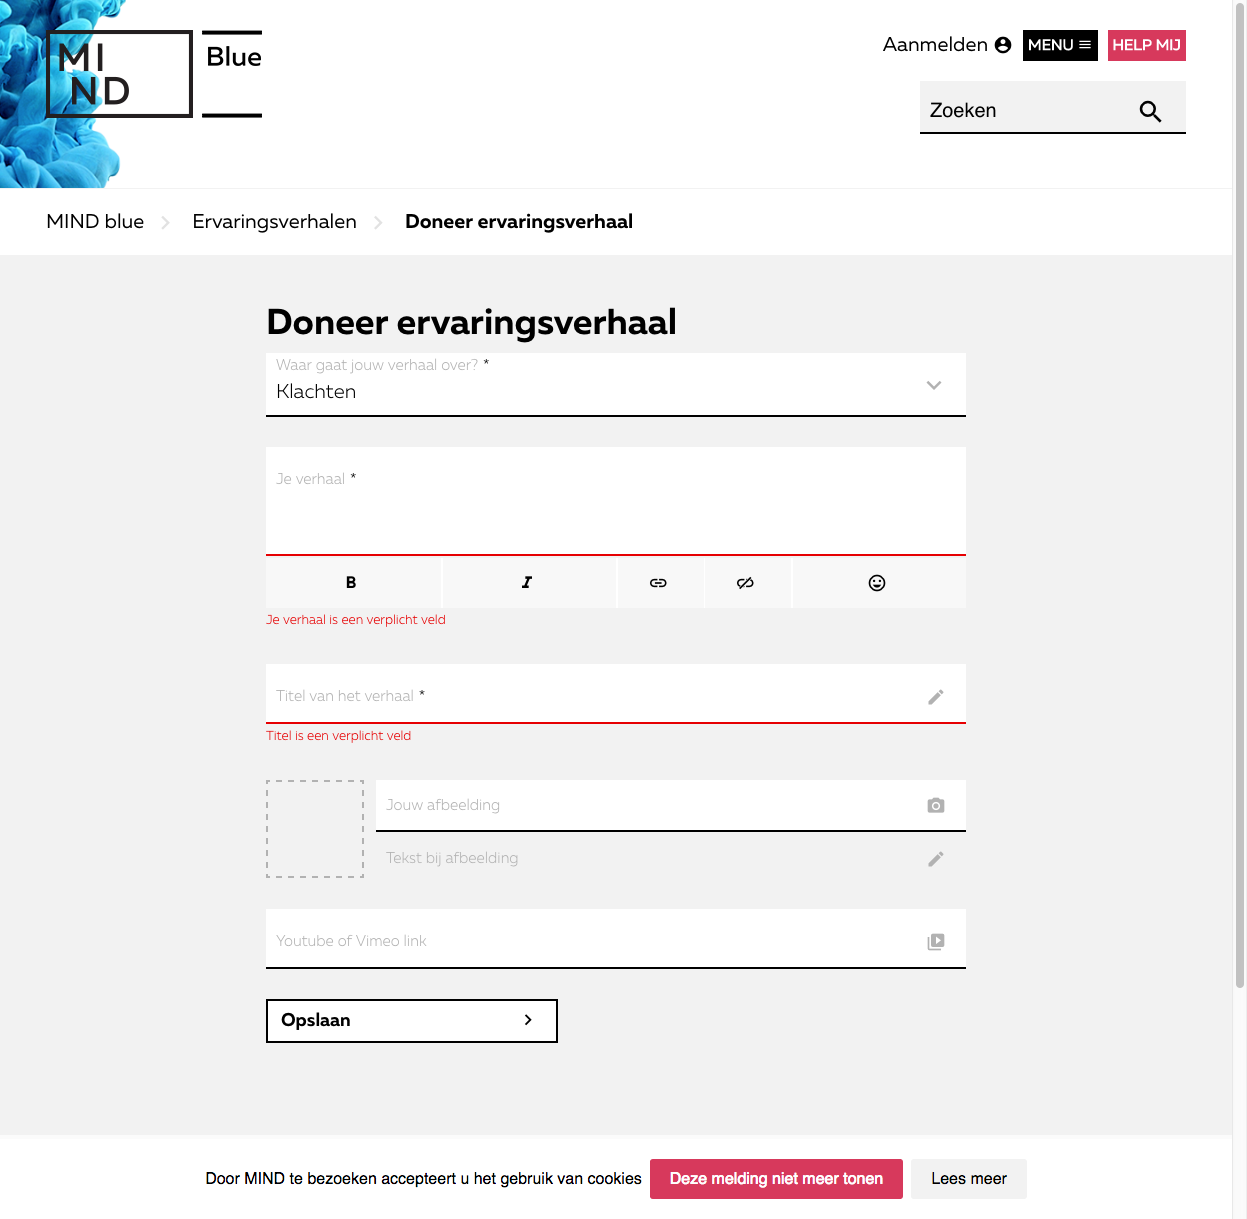 MI
ND
Blue
Aanmelden
MENU
HELP MIJ
Zoeken
MIND blue
Ervaringsverhalen
Doneer ervaringsverhaal
Doneer ervaringsverhaal
Waar gaat jouw verhaal over? *
Klachten
Je verhaal *
B
I
Je verhaal is een verplicht veld
Titel van het verhaal *
Titel is een verplicht veld
Jouw afbeelding
Tekst bij afbeelding
Youtube of Vimeo link
Opslaan
Door MIND te bezoeken accepteert u het gebruik van cookies
Deze melding niet meer tonen
Lees meer